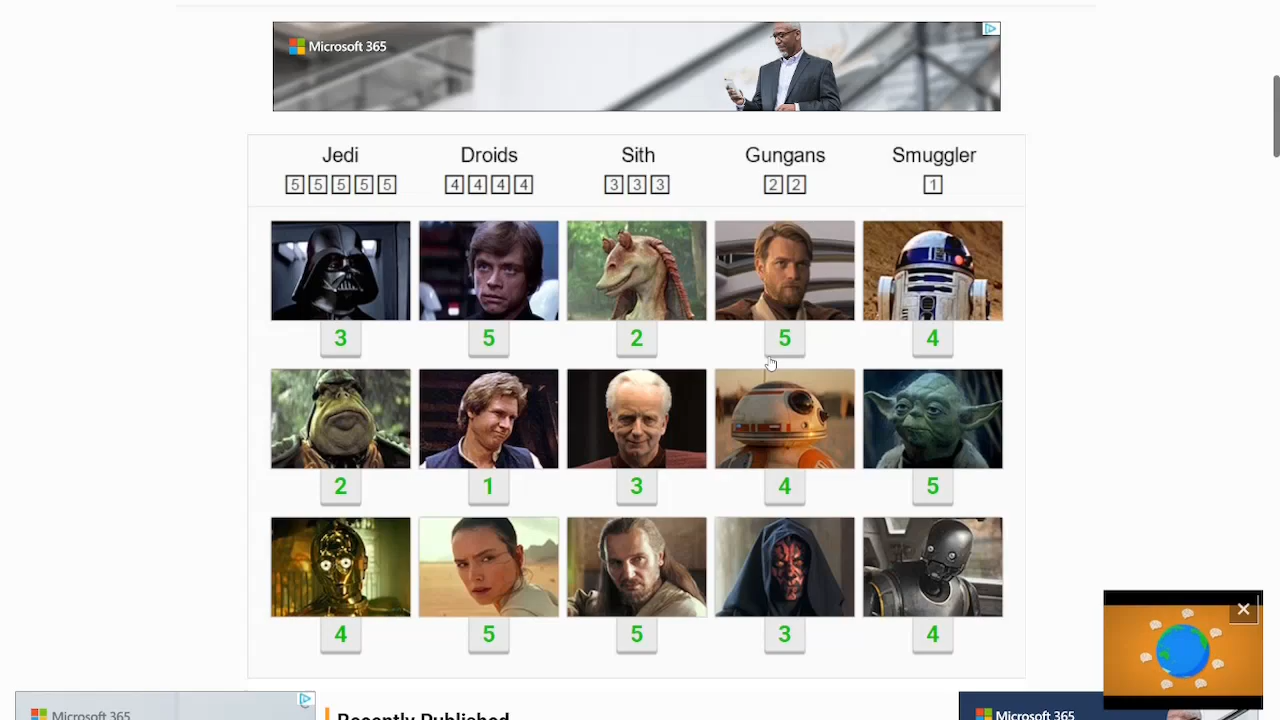 Microsoft 365
Jedi Droids Sith Gungans Smuggler
5 5 5 5 5 4 4 4 4 3 3 3 2 2 1
3 5 2 5 4
2 1 3 4 5
4 5 5 3 4
Microsoft 365 Recently Published Microsoft 365